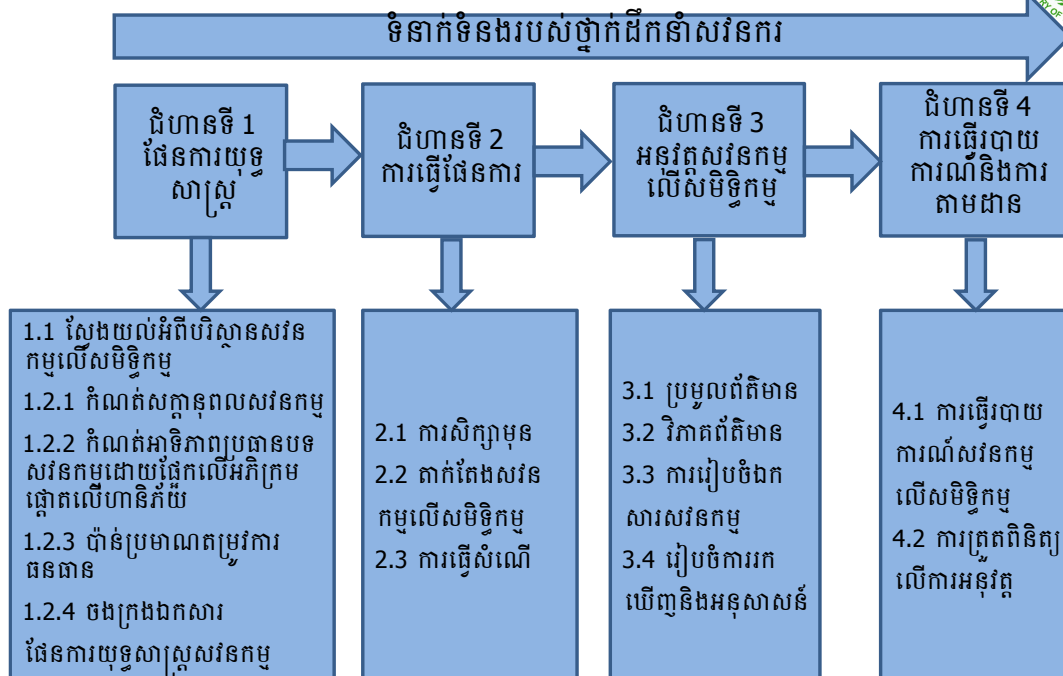 RY OF
ទំនាក់ទំនងរបស់ថ្នាក់ដឹកនាំសវនករ
ជំហានទី 1
ផែនការយុទ្ធ
សាស្ត្រ
ជំហានទី 2
ការធ្វើផែនការ
ជំហានទី 3
អនុវត្តសវនកម្ម
លើសមិទ្ធិកម្ម
ជំហានទី 4
ការធ្វើរបាយ
ការណ៍និងការ
តាមដាន
1.1 ស្វែងយល់អំពីបរិស្ថានសវន
កម្មលើសមិទ្ធិកម្ម
1.2.1 កំណត់សក្តានុពលសវនកម្ម
1.2.2 កំណត់អាទិភាពប្រធានបទ
សវនកម្មដោយផ្អែកលើអភិក្រម
ផ្តោតលើហានិភ័យ
1.2.3 ប៉ាន់ប្រមាណតម្រូវការ
ធនធាន
1.2.4 ចងក្រងឯកសារ
ផែនការយុទ្ធសាស្ត្រសវនកម្ម
2.1 ការសិក្សាមុន
2.2 តាក់តែងសវន
កម្មលើសមិទ្ធិកម្ម
2.3 ការធ្វើសំណើ
3.1 ប្រមូលព័ត៌មាន
3.2 វិភាគព័ត៌មាន
3.3 ការរៀបចំឯក
សារសវនកម្ម
3.4 រៀបចំការរក
ឃើញនិងអនុសាសន៍
4.1 ការធ្វើរបាយ
ការណ៍សវនកម្ម
លើសមិទ្ធិកម្ម
4.2 ការត្រួតពិនិត្យ
លើការអនុវត្ត